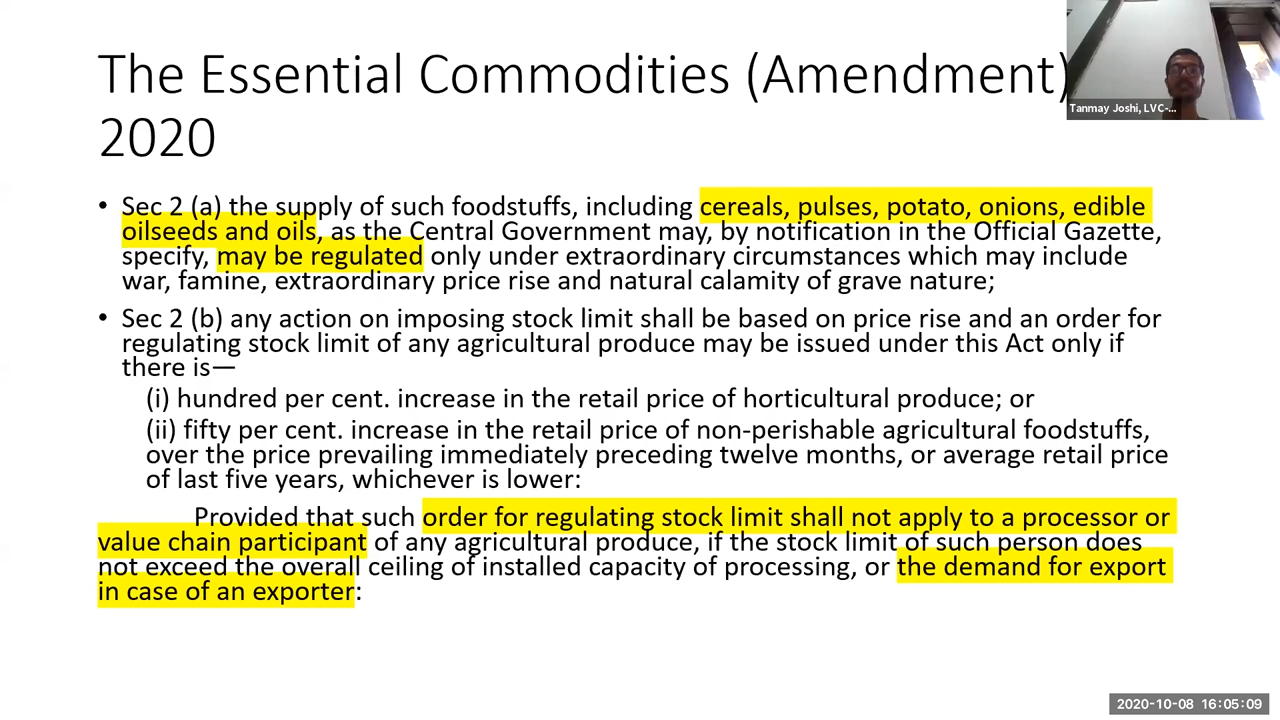 The Essential Commodities (Amendment)
2020
• Sec 2 (a) the supply of such foodstuffs, including cereals, pulses, potato, onions, edible
oilseeds and oils, as the Central Government may, by notification in the Official Gazette,
specify, may be regulated only under extraordinary circumstances which may include
war, famine, extraordinary price rise and natural calamity of grave nature;
• Sec 2 (b) any action on imposing stock limit shall be based on price rise and an order for
regulating stock limit of any agricultural produce may be issued under this Act only if
there is—
(i) hundred per cent. increase in the retail price of horticultural produce; or
(ii) fifty per cent. increase in the retail price of non-perishable agricultural foodstuffs,
over the price prevailing immediately preceding twelve months, or average retail price
of last five years, whichever is lower:
Provided that such order for regulating stock limit shall not apply to a processor or
value chain participant of any agricultural produce, if the stock limit of such person does
not exceed the overall ceiling of installed capacity of processing, or the demand for export
in case of an exporter:
Tanmay Joshi, LVC-...
2020-10-08 16:05:09